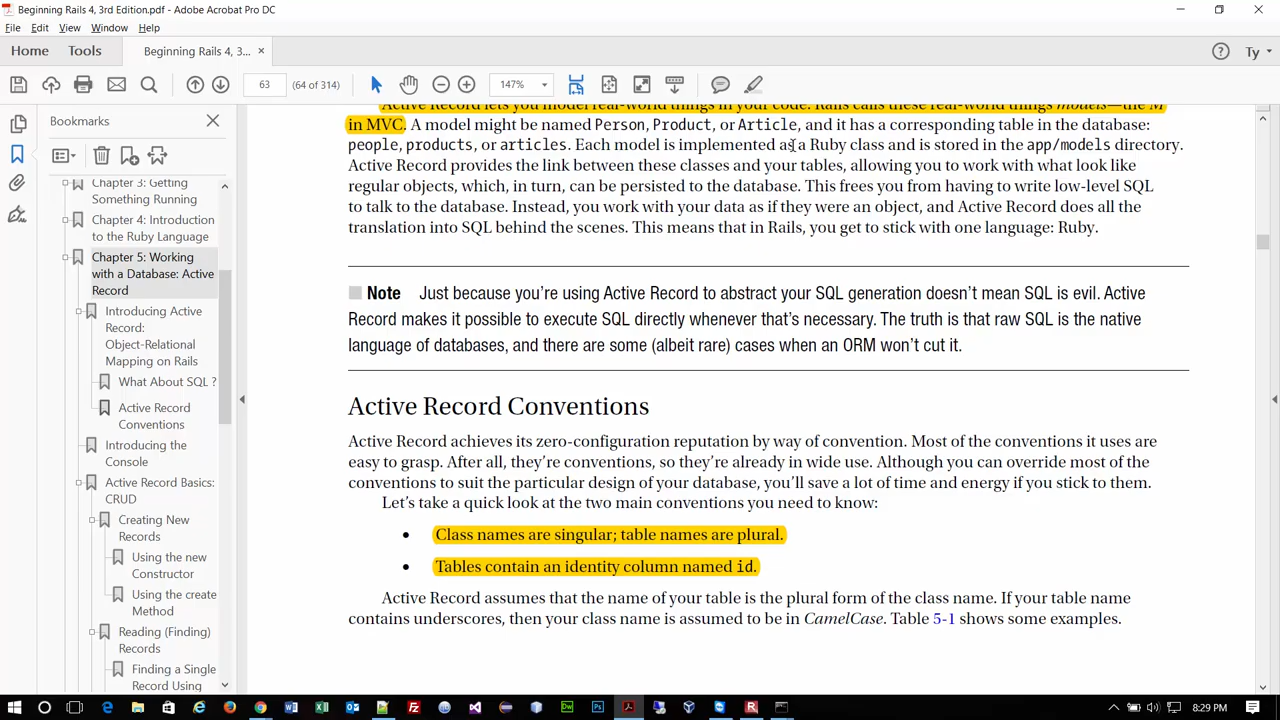 Beginning Rails 4, 3rd Edition.pdf - Adobe Acrobat Pro DC
File Edit View Window Help
Home Tools Beginning Rails 4, 3... × Ty
63 (64 of 314) 147%
Bookmarks
Chapter 3: Getting
Something Running
Chapter 4: Introduction
to the Ruby Language
Chapter 5: Working
with a Database: Active
Record
Introducing Active
Record:
Object-Relational
Mapping on Rails
What About SQL ?
Active Record
Conventions
Introducing the
Console
Active Record Basics:
CRUD
Creating New
Records
Using the new
Constructor
Using the create
Method
Reading (Finding)
Records
Finding a Single
Record Using
Active Record lets you model real-world things in your code. Rails calls these real-world things models—the M
in MVC. A model might be named Person, Product, or Article, and it has a corresponding table in the database:
people, products, or articles. Each model is implemented as a Ruby class and is stored in the app/models directory.
Active Record provides the link between these classes and your tables, allowing you to work with what look like
regular objects, which, in turn, can be persisted to the database. This frees you from having to write low-level SQL
to talk to the database. Instead, you work with your data as if they were an object, and Active Record does all the
translation into SQL behind the scenes. This means that in Rails, you get to stick with one language: Ruby.
Note Just because you’re using Active Record to abstract your SQL generation doesn’t mean SQL is evil. Active
Record makes it possible to execute SQL directly whenever that’s necessary. The truth is that raw SQL is the native
language of databases, and there are some (albeit rare) cases when an ORM won’t cut it.
Active Record Conventions
Active Record achieves its zero-configuration reputation by way of convention. Most of the conventions it uses are
easy to grasp. After all, they’re conventions, so they’re already in wide use. Although you can override most of the
conventions to suit the particular design of your database, you’ll save a lot of time and energy if you stick to them.
Let’s take a quick look at the two main conventions you need to know:
• Class names are singular; table names are plural.
• Tables contain an identity column named id.
Active Record assumes that the name of your table is the plural form of the class name. If your table name
contains underscores, then your class name is assumed to be in CamelCase. Table 5-1 shows some examples.
8:29 PM